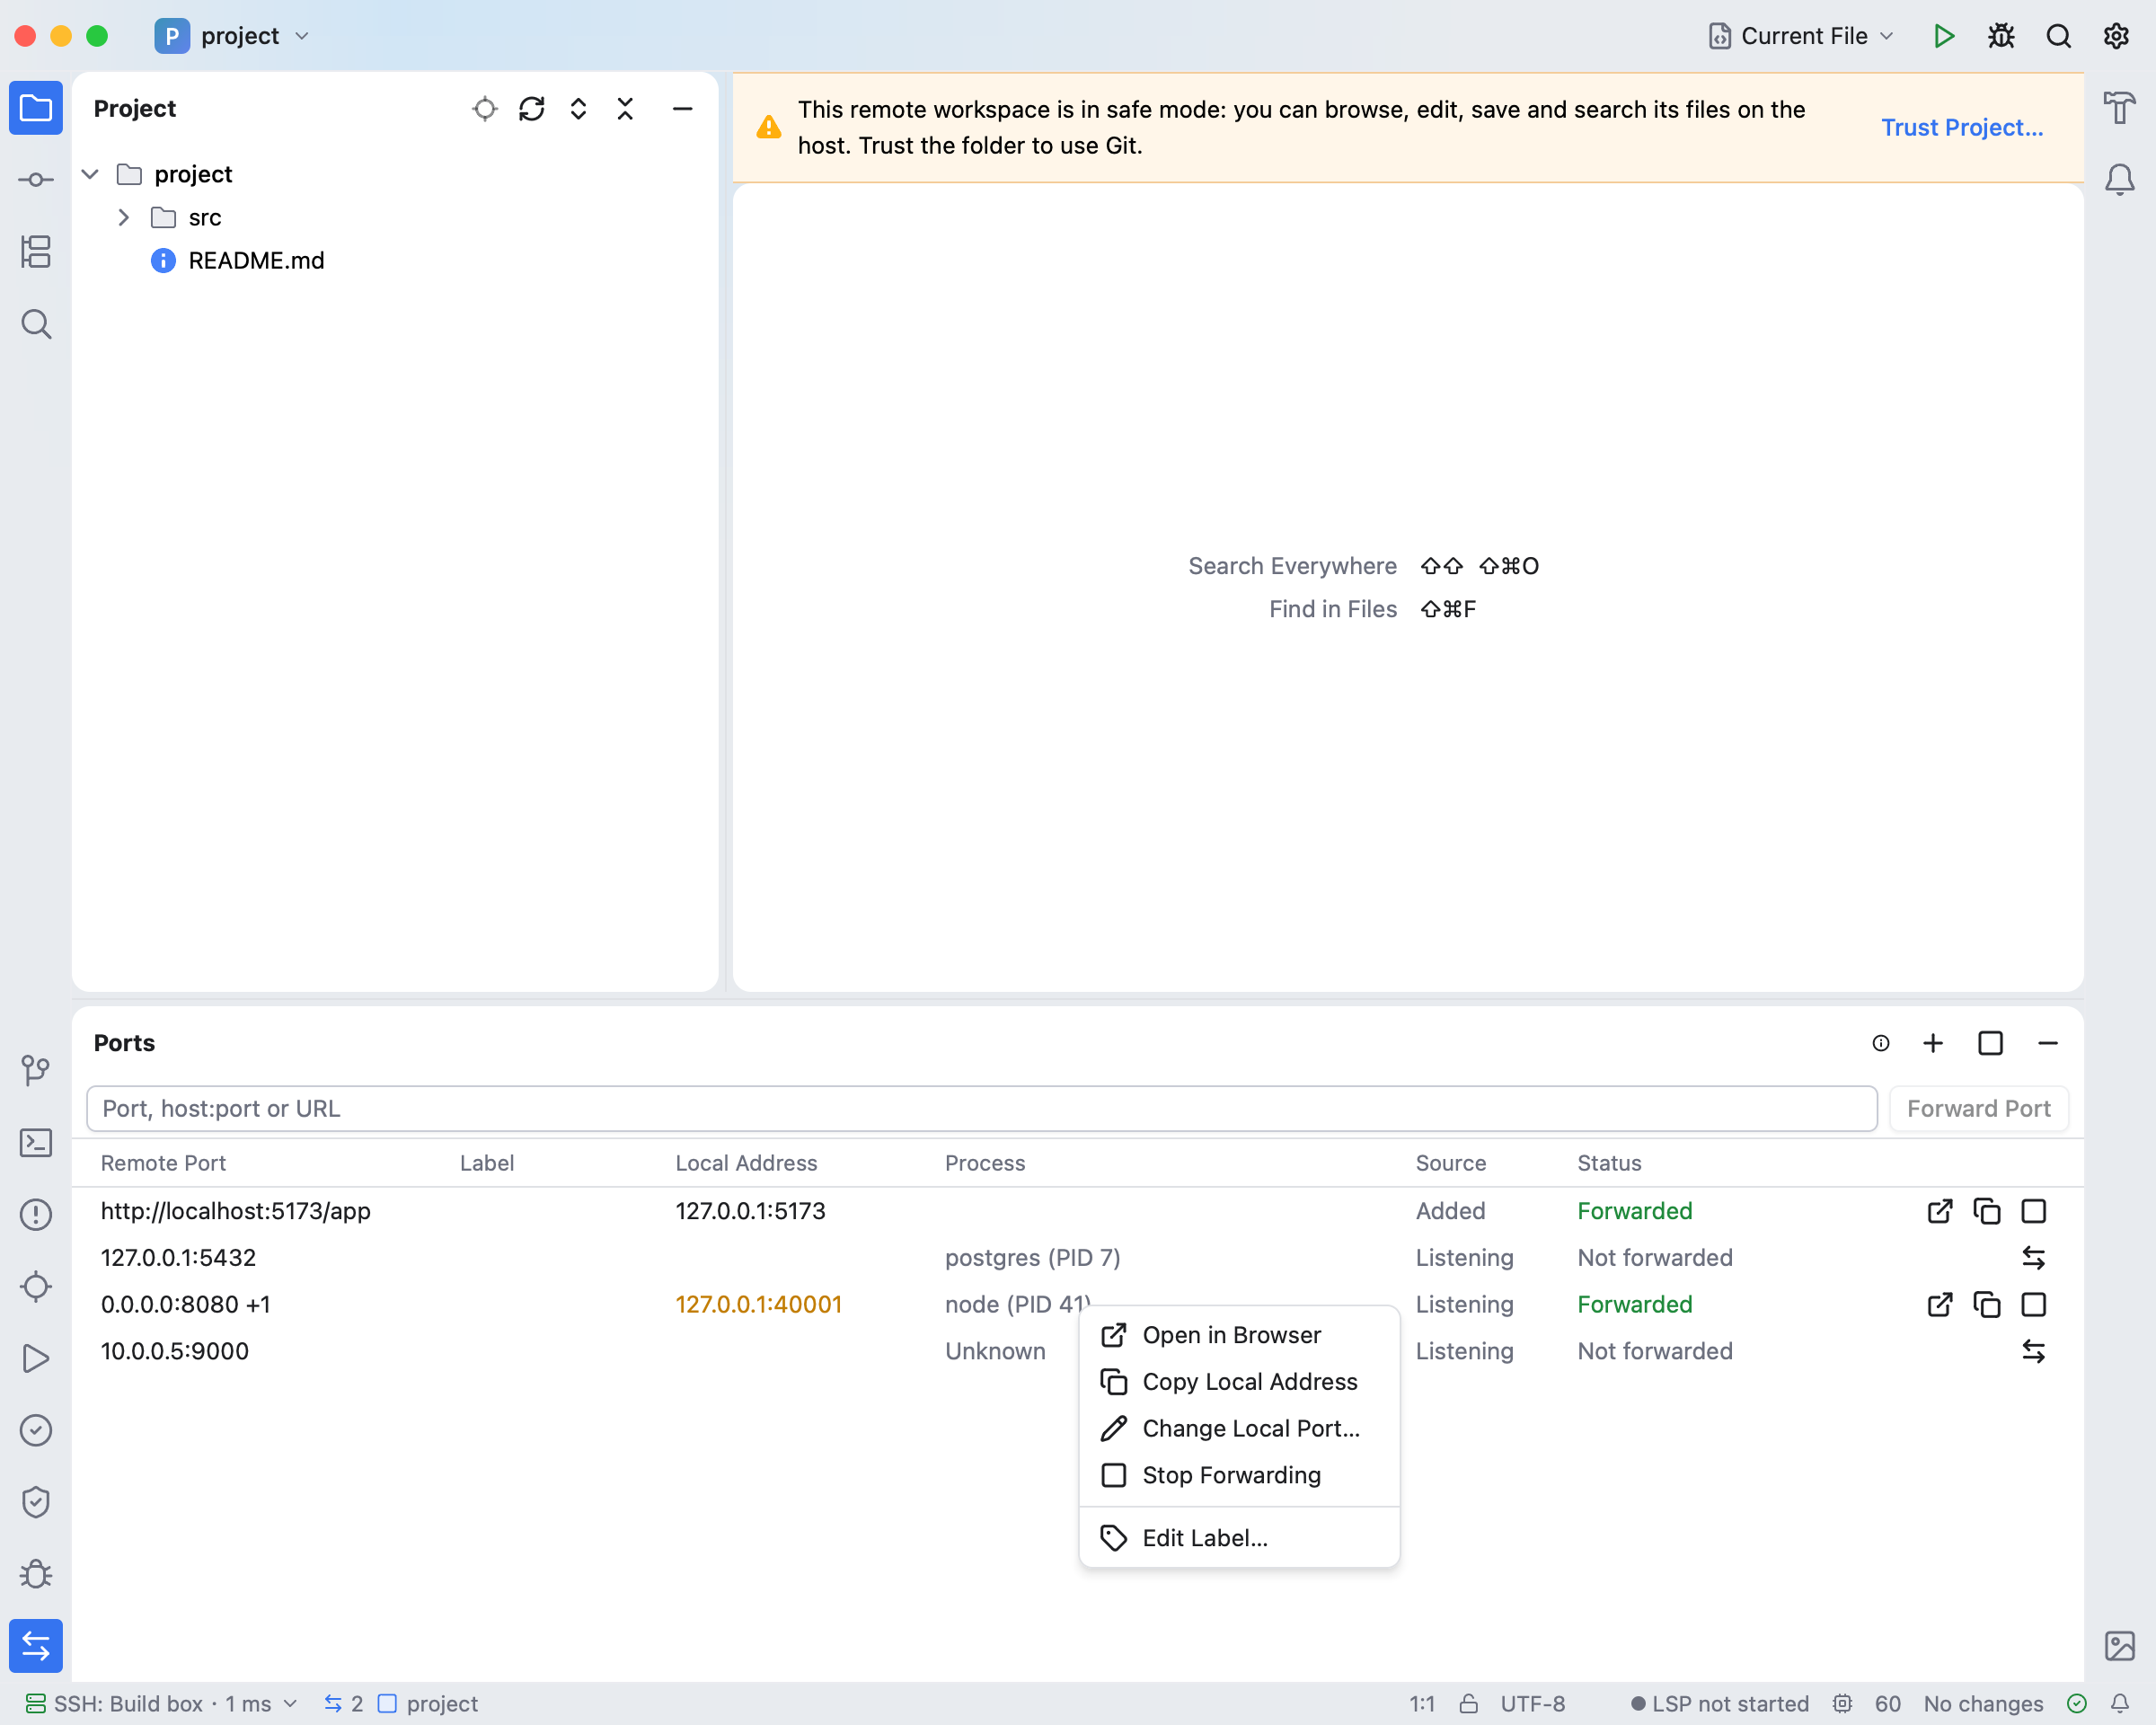 P project
Current File
Project
project
src
README.md
This remote workspace is in safe mode: you can browse, edit, save and search its files on the
host. Trust the folder to use Git.
Trust Project...
Search Everywhere ⇧⇧ ⇧⌘O
Find in Files ⇧⌘F
Ports
Port, host:port or URL
Forward Port
Remote Port Label Local Address Process Source Status
http://localhost:5173/app 127.0.0.1:5173 Added Forwarded
127.0.0.1:5432 postgres (PID 7) Listening Not forwarded
0.0.0.0:8080 +1 127.0.0.1:40001 node (PID 41) Listening Forwarded
10.0.0.5:9000 Unknown Listening Not forwarded
Open in Browser
Copy Local Address
Change Local Port...
Stop Forwarding
Edit Label...
SSH: Build box · 1 ms 2 project 1:1 UTF-8 LSP not started 60 No changes